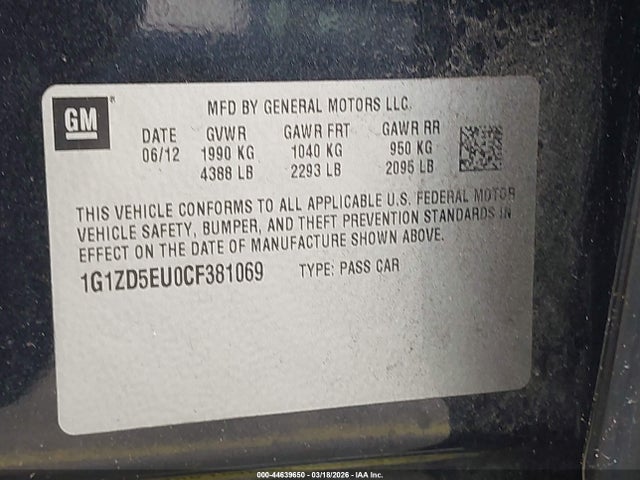 GM
MFD BY GENERAL MOTORS LLC.
DATE GVWR GAWR FRT GAWR RR
06/12 1990 KG 1040 KG 950 KG
4388 LB 2293 LB 2095 LB
THIS VEHICLE CONFORMS TO ALL APPLICABLE U.S. FEDERAL MOTOR
VEHICLE SAFETY, BUMPER, AND THEFT PREVENTION STANDARDS IN
EFFECT ON THE DATE OF MANUFACTURE SHOWN ABOVE.
1G1ZD5EU0CF381069 TYPE: PASS CAR
000-44639650 - 03/18/2026 - IAA Inc.